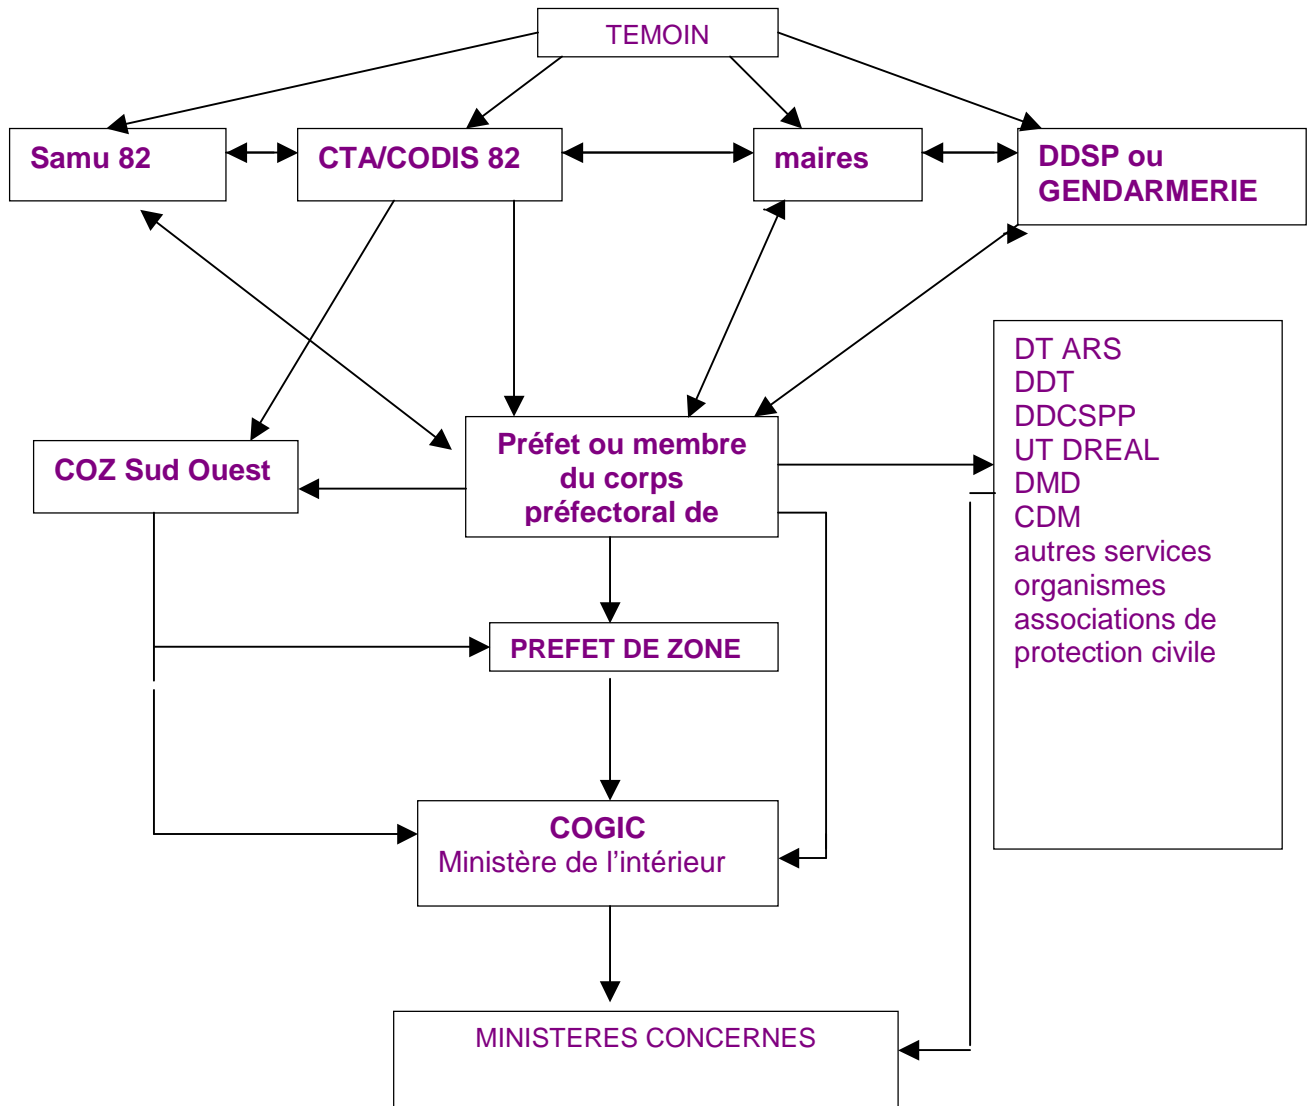 TEMOIN
Samu 82
CTA/CODIS 82
maires
DDSP ou
GENDARMERIE
DT ARS
DDT
DDCSPP
UT DREAL
DMD
CDM
autres services
organismes
associations de
protection civile
COZ Sud Ouest
Préfet ou membre
du corps
préfectoral de
PREFET DE ZONE
COGIC
Ministère de l’intérieur
MINISTERES CONCERNES